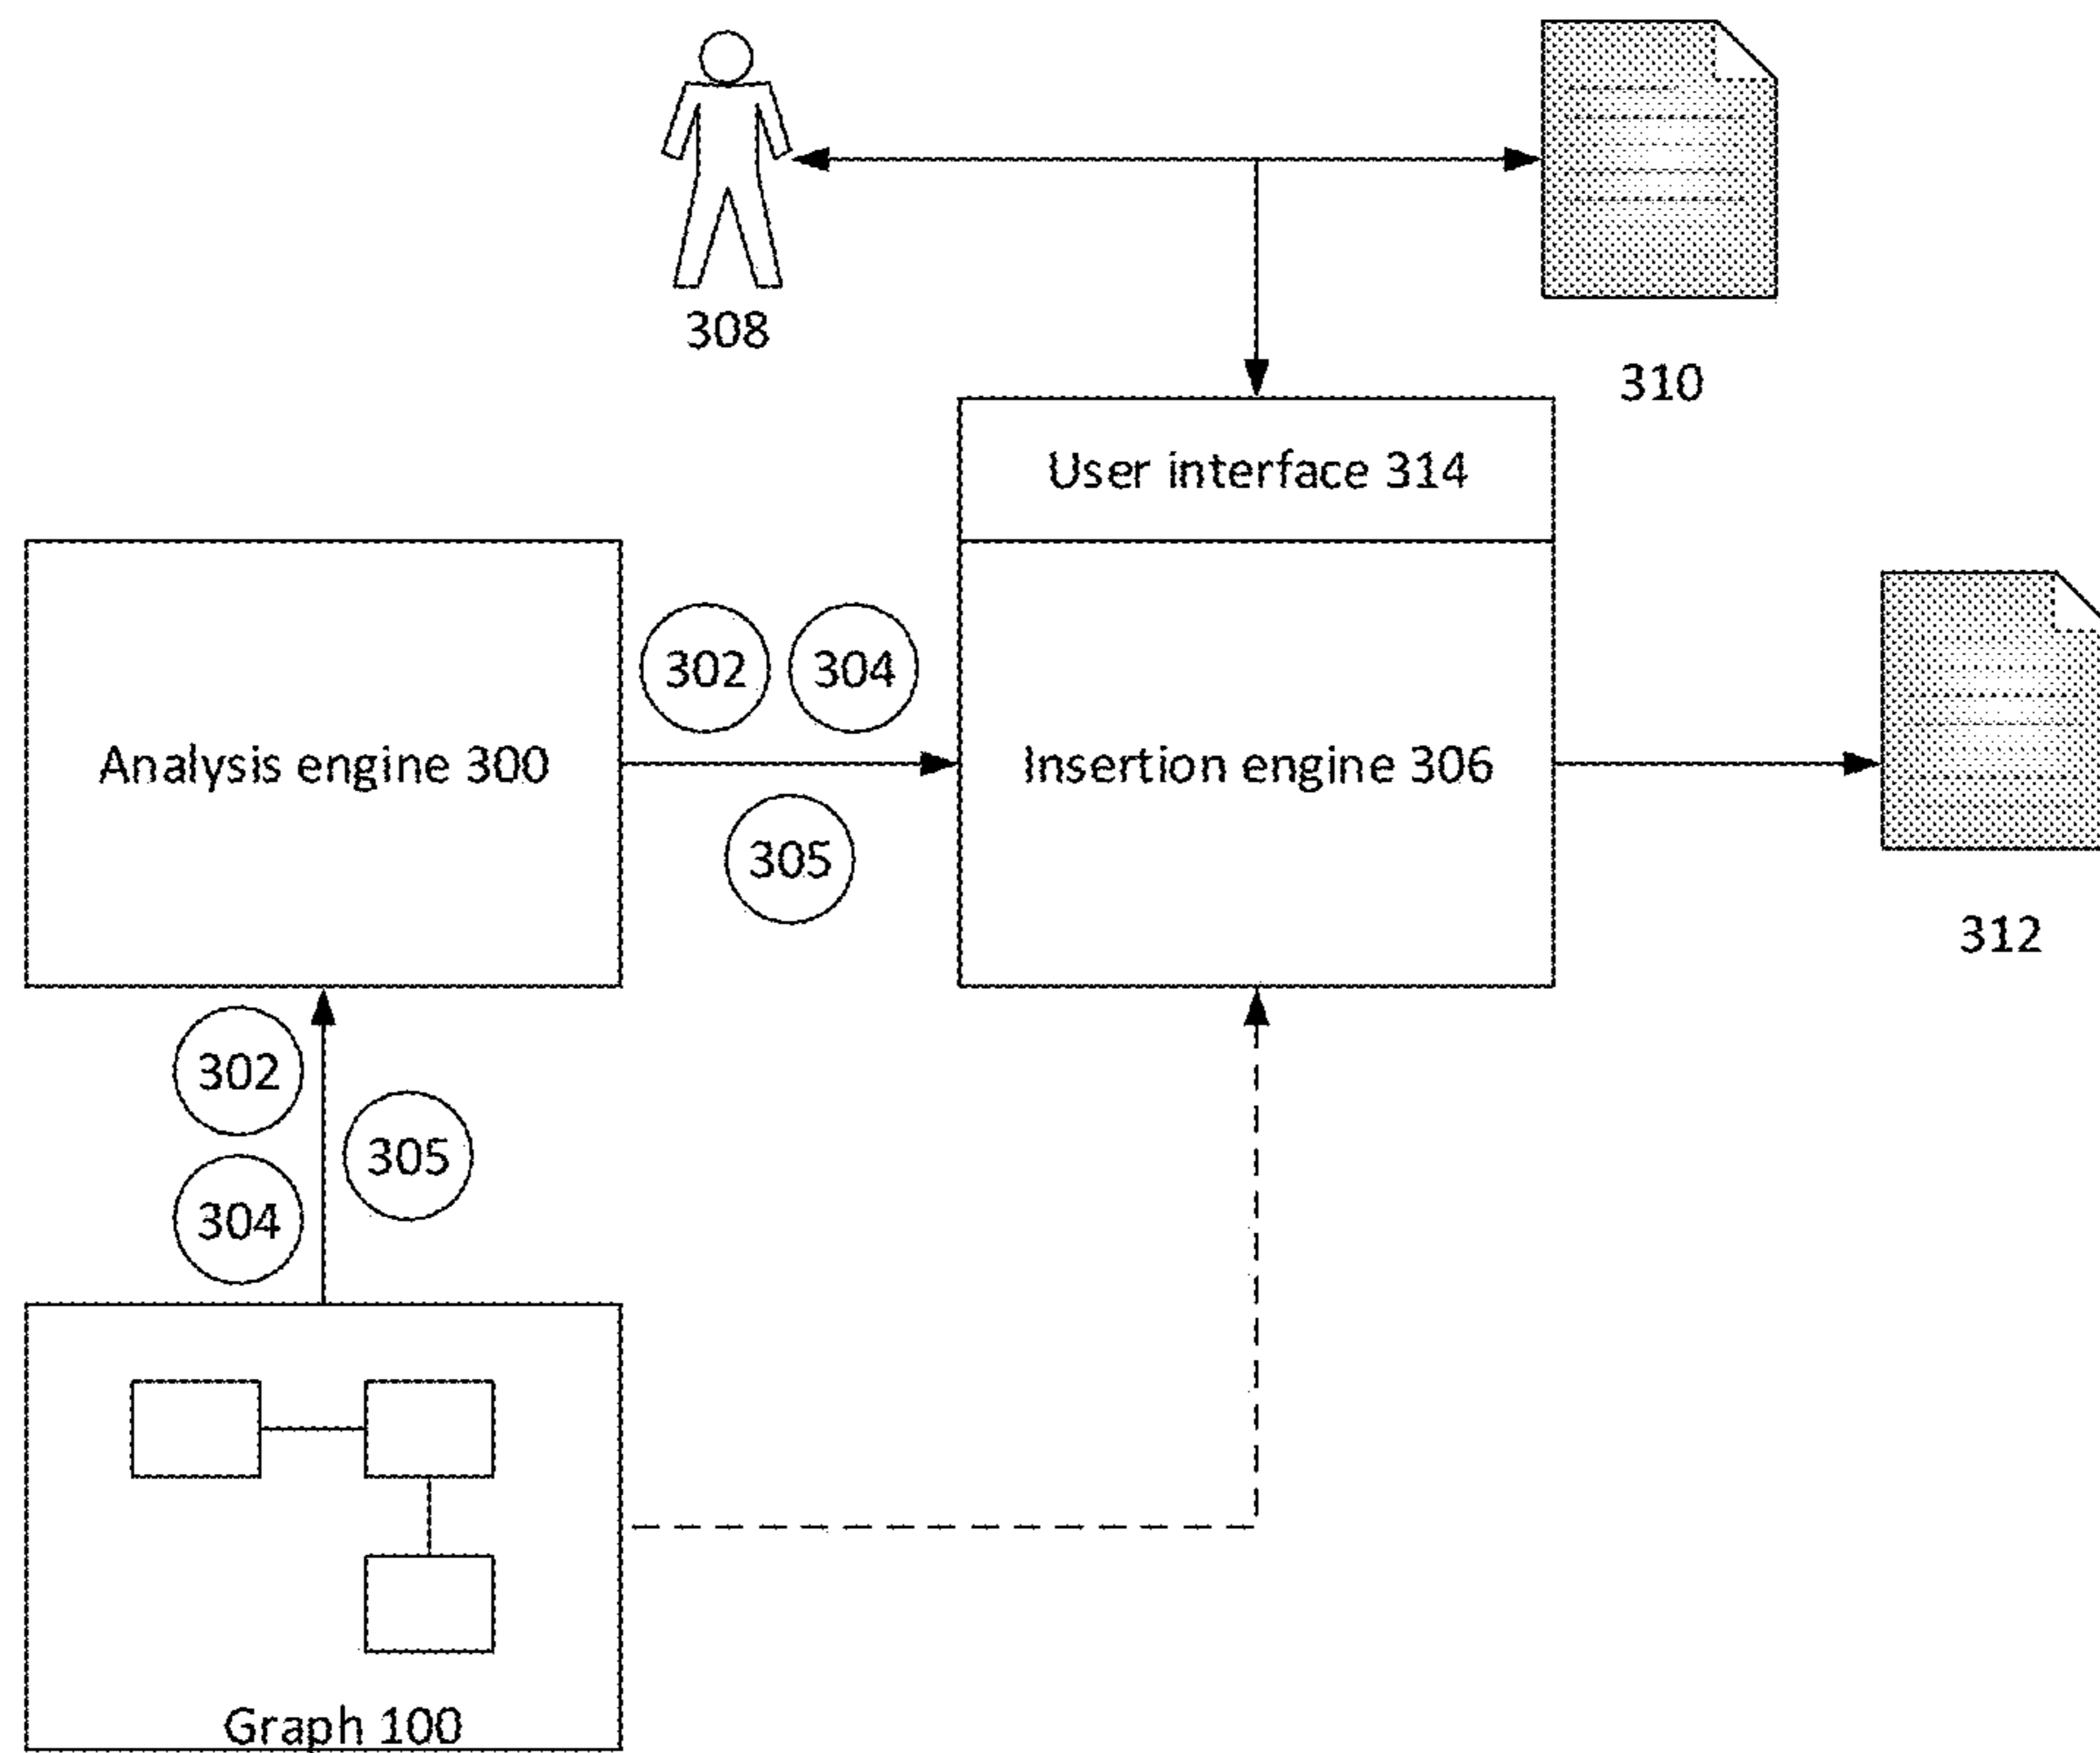 308
310
User interface 314
302
304
Analysis engine 300
Insertion engine 306
305
312
302
305
304
Graph 100